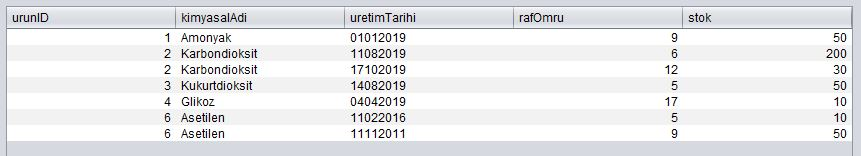 urunID kimyasalAdi uretimTarihi rafOmru stok
1 Amonyak 01012019 9 50
2 Karbondioksit 11082019 6 200
2 Karbondioksit 17102019 12 30
3 Kukurtdioksit 14082019 5 50
4 Glikoz 04042019 17 10
6 Asetilen 11022016 5 10
6 Asetilen 11112011 9 50